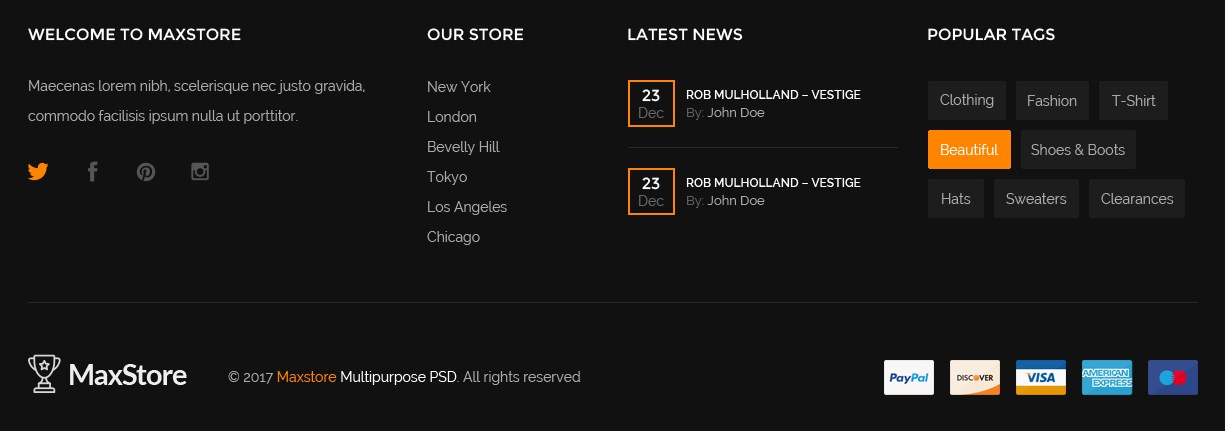 WELCOME TO MAXSTORE
Maecenas lorem nibh, scelerisque nec justo gravida,
commodo facilisis ipsum nulla ut porttitor.
OUR STORE
New York
London
Bevelly Hill
Tokyo
Los Angeles
Chicago
LATEST NEWS
23
Dec
ROB MULHOLLAND – VESTIGE
By: John Doe
23
Dec
ROB MULHOLLAND – VESTIGE
By: John Doe
POPULAR TAGS
Clothing Fashion T-Shirt
Beautiful Shoes & Boots
Hats Sweaters Clearances
MaxStore
© 2017 Maxstore Multipurpose PSD. All rights reserved
PayPal
DISCOVER
VISA
AMERICAN
EXPRESS